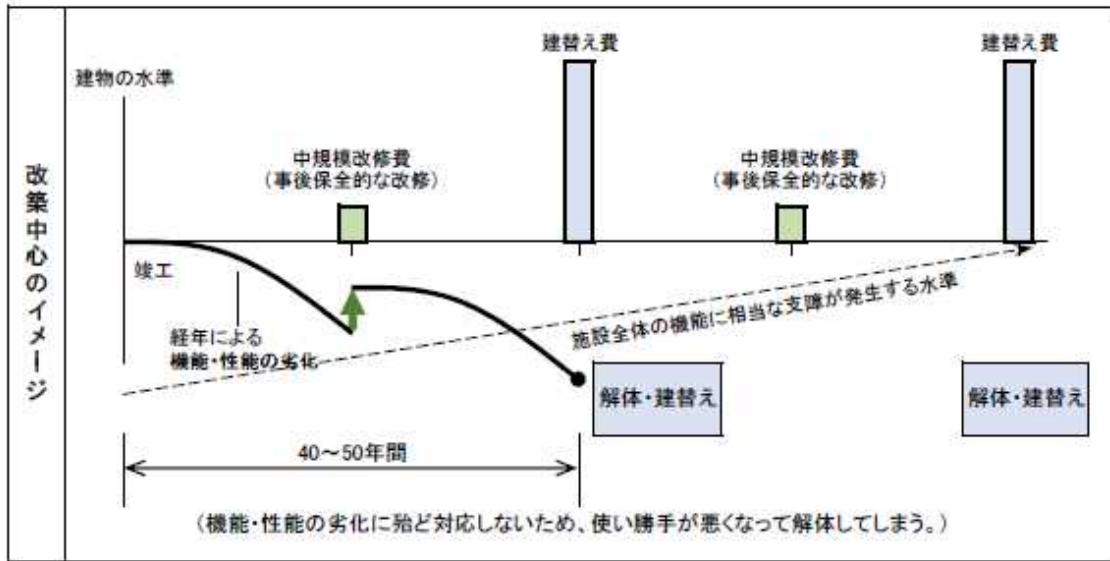 改築中心のイメージ
建物の水準
建替え費
建替え費
中規模改修費
（事後保全的な改修）
中規模改修費
（事後保全的な改修）
竣工
経年による
機能・性能の劣化
施設全体の機能に相当な支障が発生する水準
解体・建替え
解体・建替え
40～50年間
（機能・性能の劣化に殆ど対応しないため、使い勝手が悪くなって解体してしまう。）